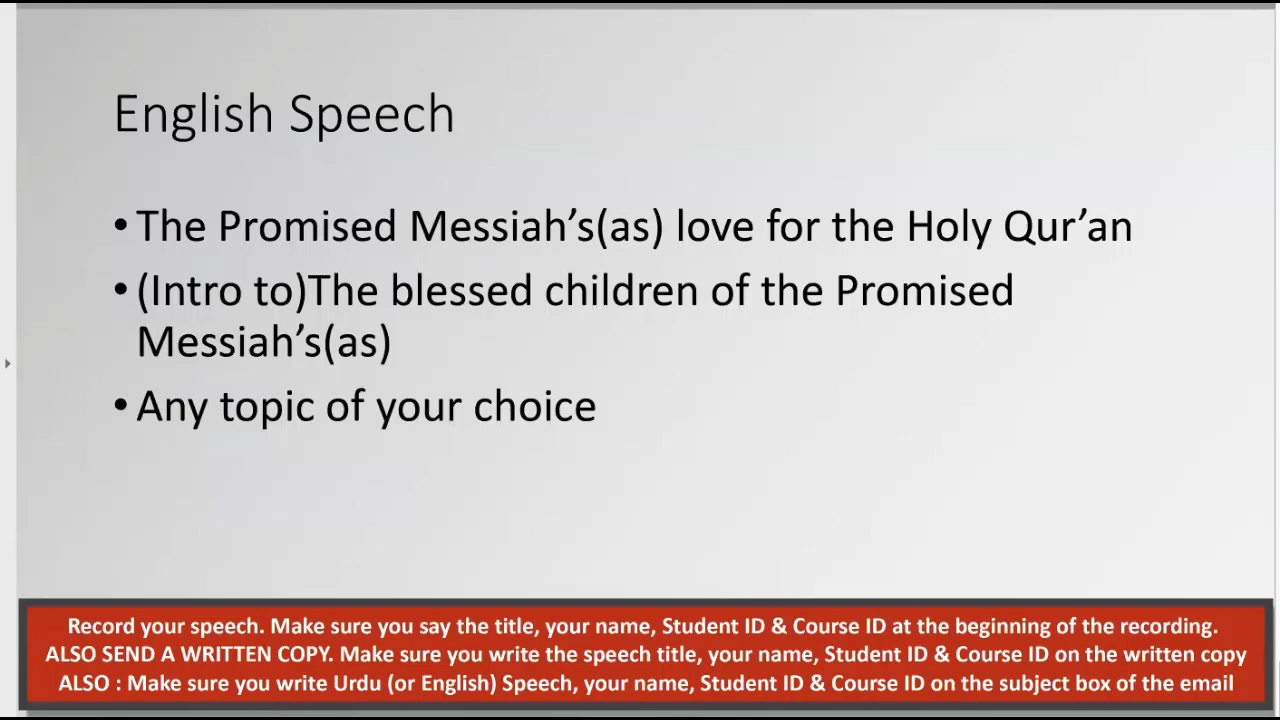 English Speech
• The Promised Messiah’s(as) love for the Holy Qur’an
• (Intro to)The blessed children of the Promised
Messiah’s(as)
• Any topic of your choice
Record your speech. Make sure you say the title, your name, Student ID & Course ID at the beginning of the recording.
ALSO SEND A WRITTEN COPY. Make sure you write the speech title, your name, Student ID & Course ID on the written copy
ALSO : Make sure you write Urdu (or English) Speech, your name, Student ID & Course ID on the subject box of the email